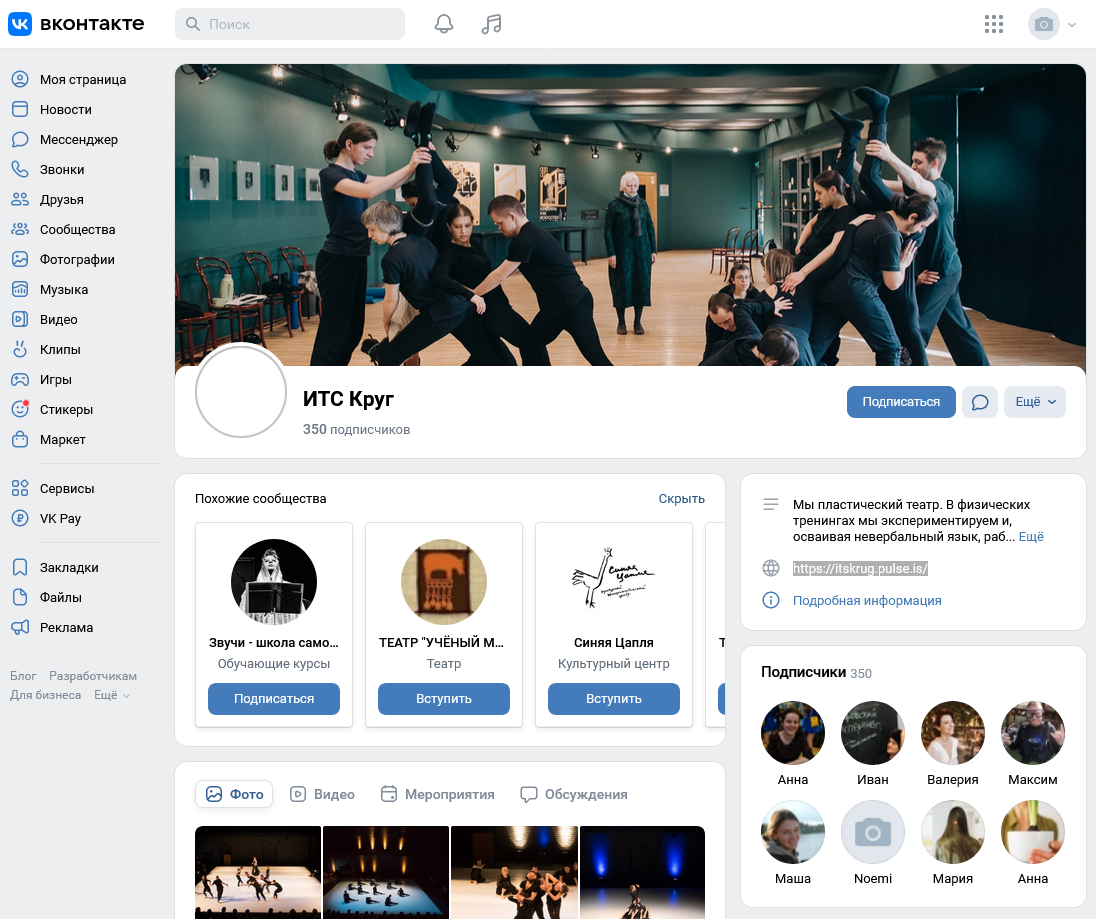 вконтакте
Поиск
Моя страница
Новости
Мессенджер
Звонки
Друзья
Сообщества
Фотографии
Музыка
Видео
Клипы
Игры
Стикеры
Маркет
Сервисы
VK Pay
Закладки
Файлы
Реклама
Блог Разработчикам
Для бизнеса Ещё
ИТС Круг
350 подписчиков
Подписаться
Ещё
Похожие сообщества
Скрыть
Звучи - школа само...
Обучающие курсы
Подписаться
ТЕАТР "УЧЁНЫЙ М...
Театр
Вступить
Синяя Цапля
Синяя Цапля
Культурный центр
Вступить
Фото Видео Мероприятия Обсуждения
Мы пластический театр. В физических
тренингах мы экспериментируем и,
осваивая невербальный язык, раб... Ещё
https://itskrug.pulse.is/
Подробная информация
Подписчики 350
Анна Иван Валерия Максим
Маша Noemi Мария Анна